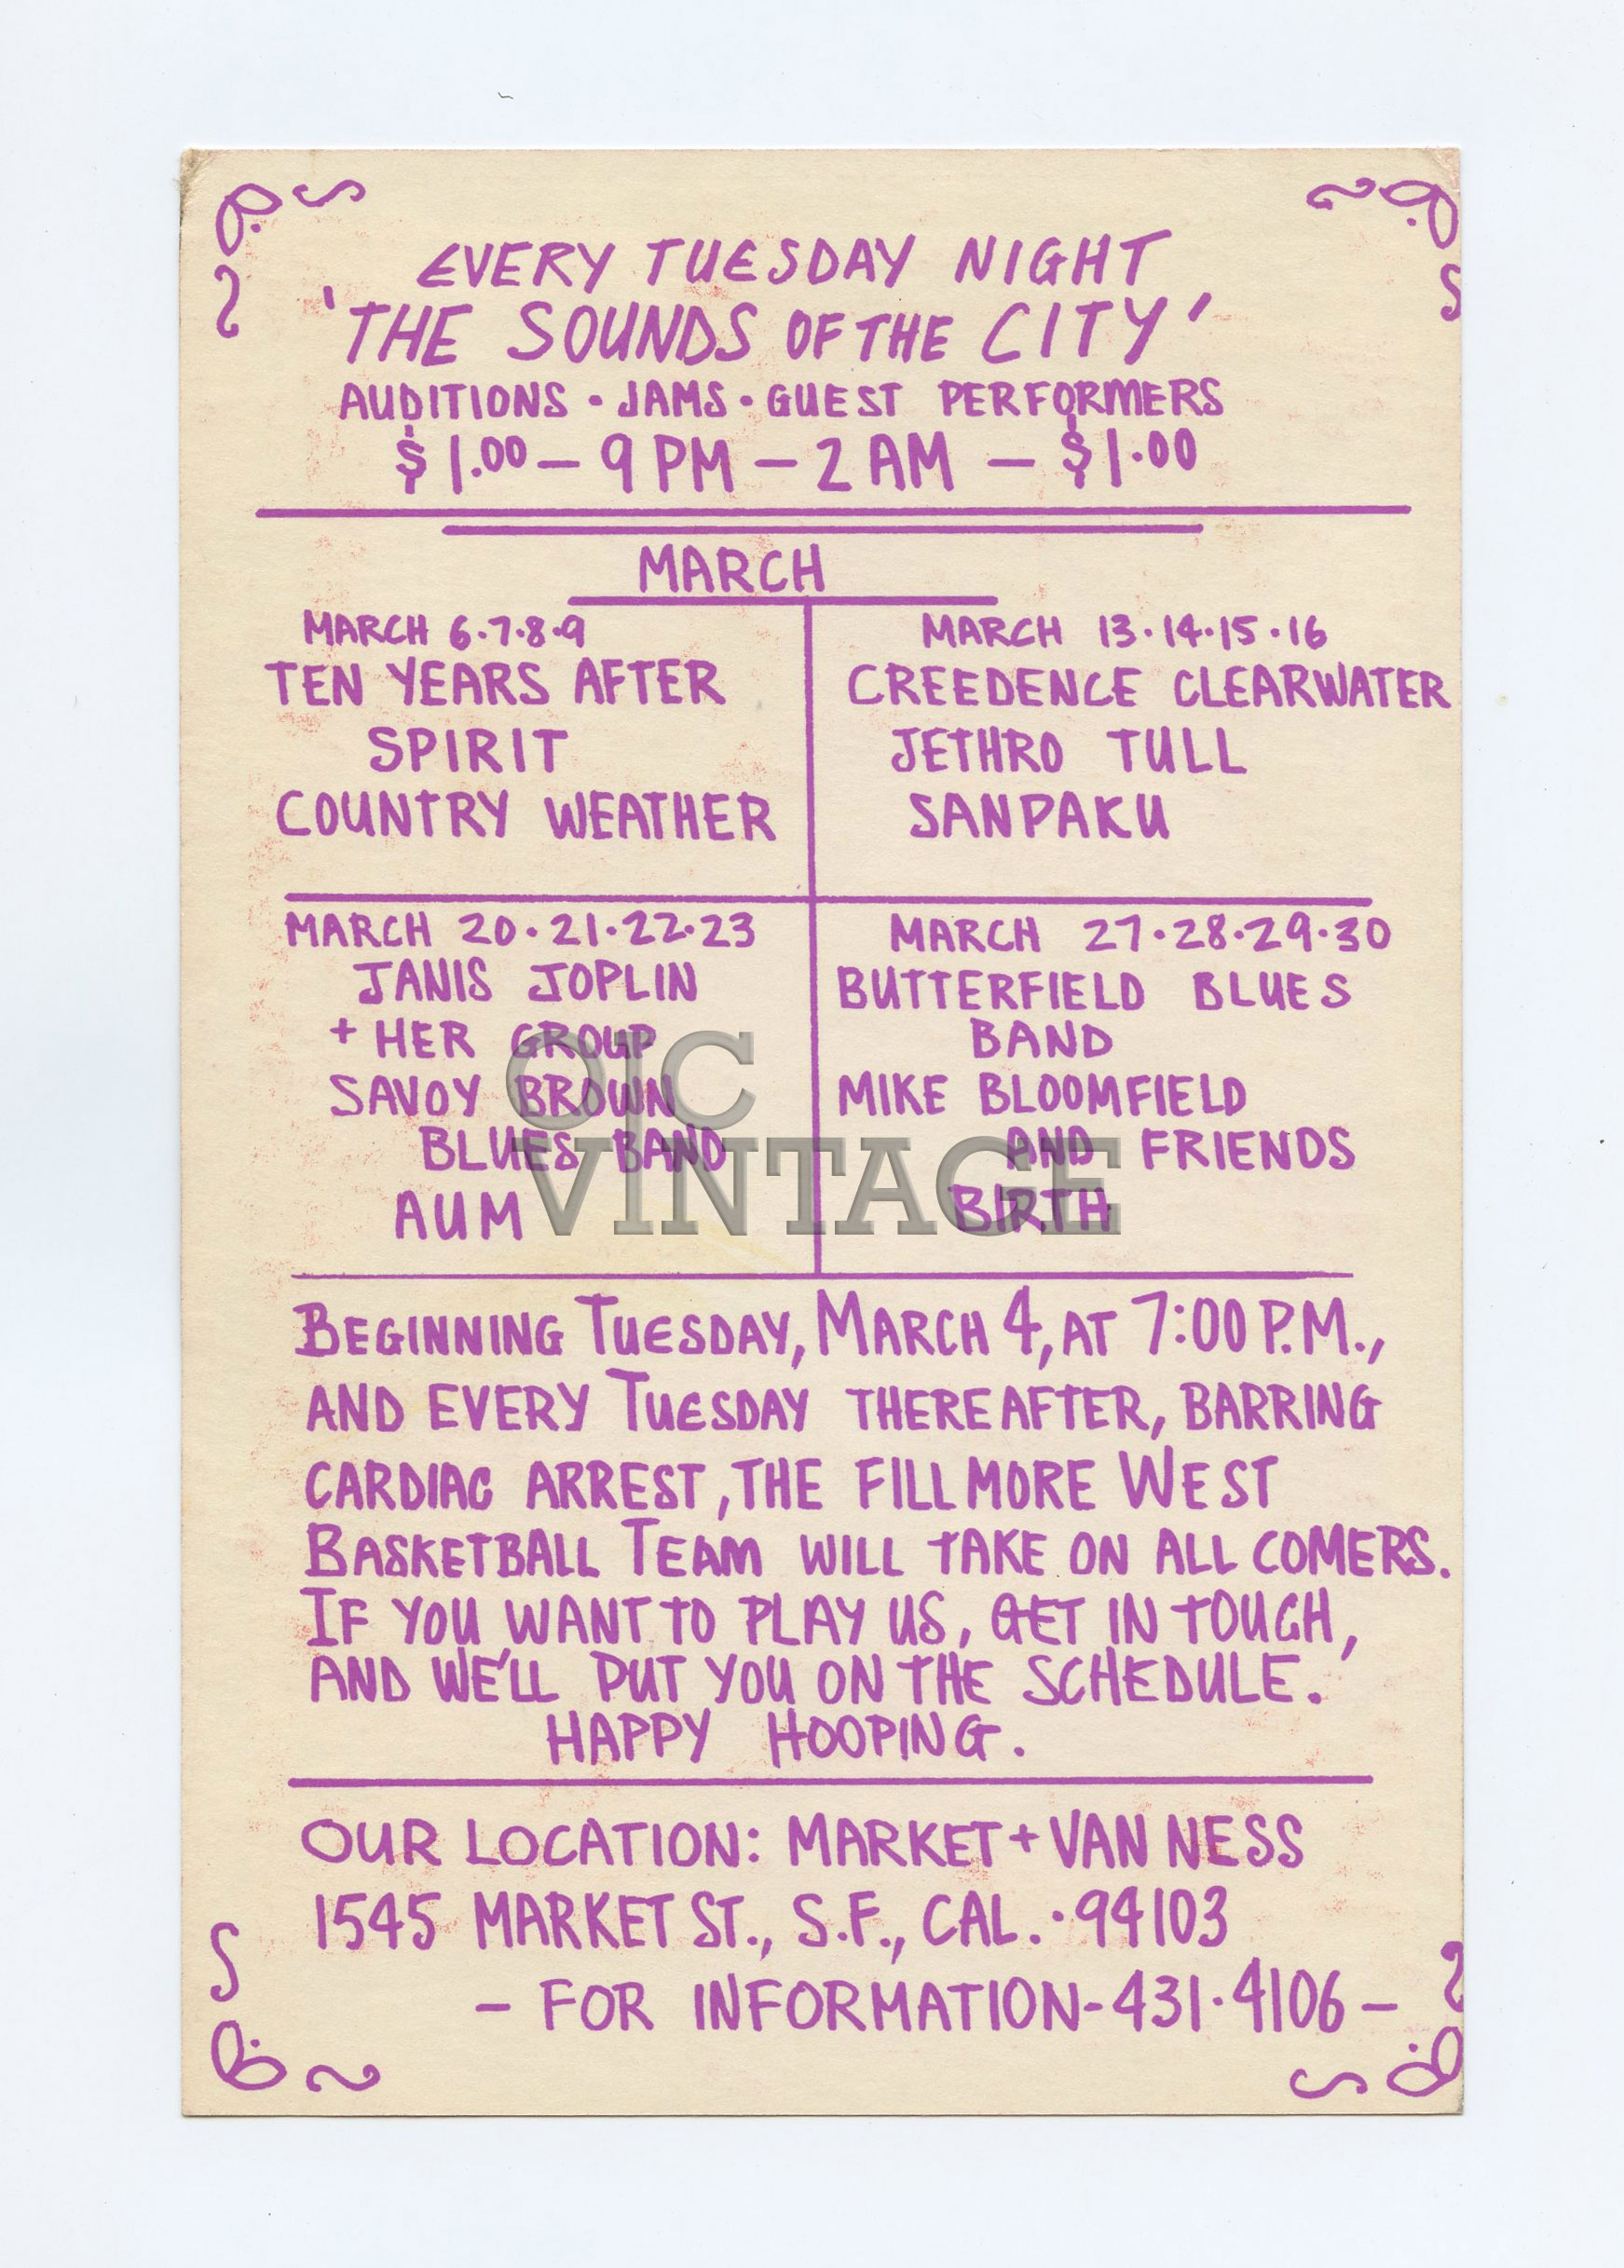 EVERY TUESDAY NIGHT
'THE SOUNDS OF THE CITY'
AUDITIONS • JAMS • GUEST PERFORMERS
$1.00 — 9 PM — 2 AM — $1.00
MARCH
MARCH 6•7•8•9
TEN YEARS AFTER
SPIRIT
COUNTRY WEATHER
MARCH 13•14•15•16
CREEDENCE CLEARWATER
JETHRO TULL
SANPAKU
MARCH 20•21•22•23
JANIS JOPLIN
+ HER GROUP
SAVOY BROWN
BLUES BAND
AUM
MARCH 27•28•29•30
BUTTERFIELD BLUES
BAND
MIKE BLOOMFIELD
AND FRIENDS
BIRTH
OC
VINTAGE
BEGINNING TUESDAY, MARCH 4, AT 7:00 P.M.,
AND EVERY TUESDAY THEREAFTER, BARRING
CARDIAC ARREST, THE FILLMORE WEST
BASKETBALL TEAM WILL TAKE ON ALL COMERS.
IF YOU WANT TO PLAY US, GET IN TOUCH,
AND WE'LL PUT YOU ON THE SCHEDULE.
HAPPY HOOPING.
OUR LOCATION: MARKET + VAN NESS
1545 MARKET ST., S.F., CAL. • 94103
— FOR INFORMATION - 431•4106 —